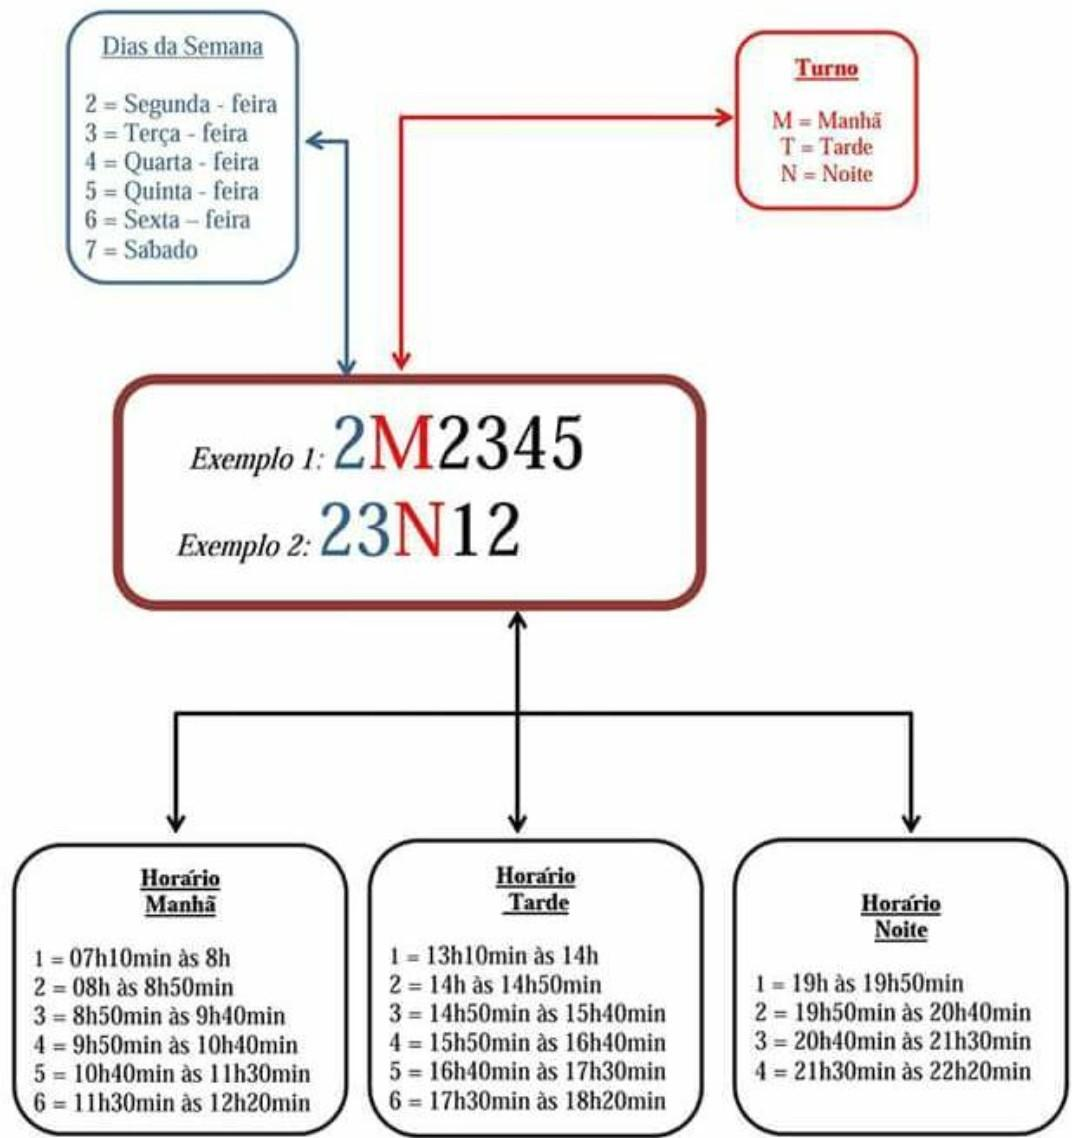 Dias da Semana
2 = Segunda - feira
3 = Terça - feira
4 = Quarta - feira
5 = Quinta - feira
6 = Sexta – feira
7 = Sábado
Turno
M = Manhã
T = Tarde
N = Noite
Exemplo 1: 2M2345
Exemplo 2: 23N12
Horário
Manhã
1 = 07h10min às 8h
2 = 08h às 8h50min
3 = 8h50min às 9h40min
4 = 9h50min às 10h40min
5 = 10h40min às 11h30min
6 = 11h30min às 12h20min
Horário
Tarde
1 = 13h10min às 14h
2 = 14h às 14h50min
3 = 14h50min às 15h40min
4 = 15h50min às 16h40min
5 = 16h40min às 17h30min
6 = 17h30min às 18h20min
Horário
Noite
1 = 19h às 19h50min
2 = 19h50min às 20h40min
3 = 20h40min às 21h30min
4 = 21h30min às 22h20min